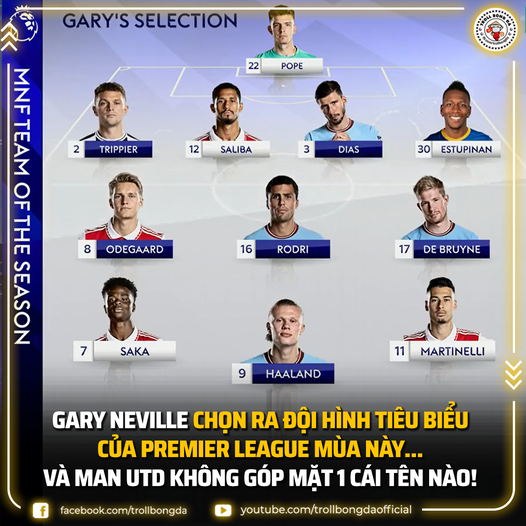 GARY'S SELECTION
TROLL BÓNG ĐÁ
MNF TEAM OF THE SEASON
22 POPE
2 TRIPPIER
12 SALIBA
3 DIAS
30 ESTUPINAN
8 ODEGAARD
16 RODRI
17 DE BRUYNE
7 SAKA
9 HAALAND
11 MARTINELLI
GARY NEVILLE CHỌN RA ĐỘI HÌNH TIÊU BIỂU
CỦA PREMIER LEAGUE MÙA NÀY...
VÀ MAN UTD KHÔNG GÓP MẶT 1 CÁI TÊN NÀO!
facebook.com/trollbongda
youtube.com/trollbongdaofficial